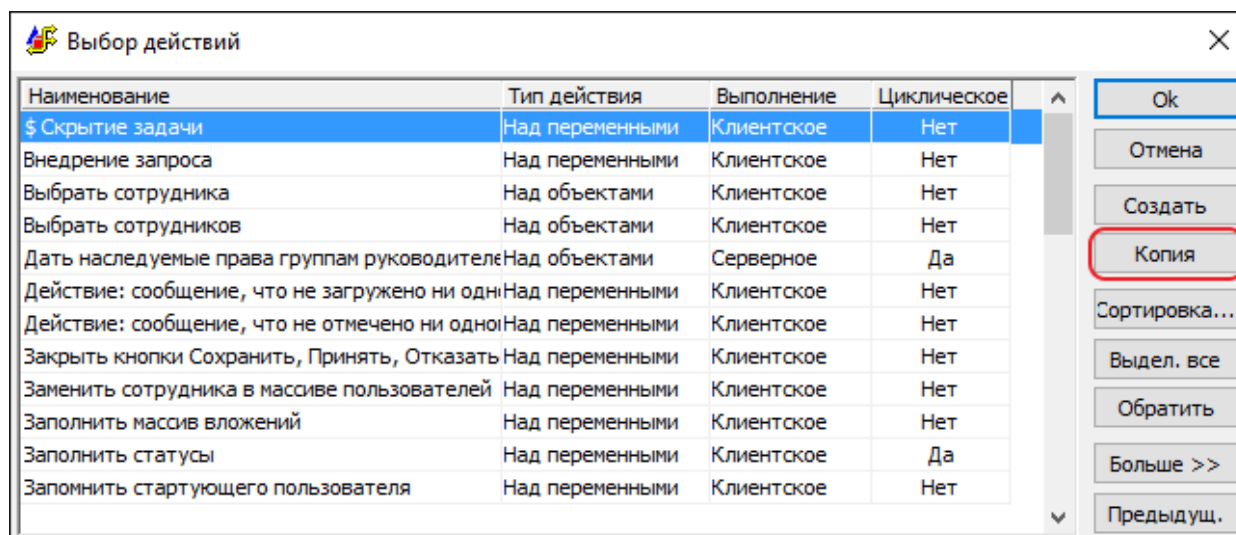 Выбор действий
Наименование Тип действия Выполнение Циклическое
$ Скрытие задачи Над переменными Клиентское Нет
Внедрение запроса Над переменными Клиентское Нет
Выбрать сотрудника Над объектами Клиентское Нет
Выбрать сотрудников Над объектами Клиентское Нет
Дать наследуемые права группам руководителе Над объектами Серверное Да
Действие: сообщение, что не загружено ни одн Над переменными Клиентское Нет
Действие: сообщение, что не отмечено ни одно Над переменными Клиентское Нет
Закрыть кнопки Сохранить, Принять, Отказать Над переменными Клиентское Нет
Заменить сотрудника в массиве пользователей Над переменными Клиентское Нет
Заполнить массив вложений Над переменными Клиентское Нет
Заполнить статусы Над переменными Клиентское Да
Запомнить стартующего пользователя Над переменными Клиентское Нет
Ok
Отмена
Создать
Копия
Сортировка...
Выдел. все
Обратить
Больше >>
Предыдущ.